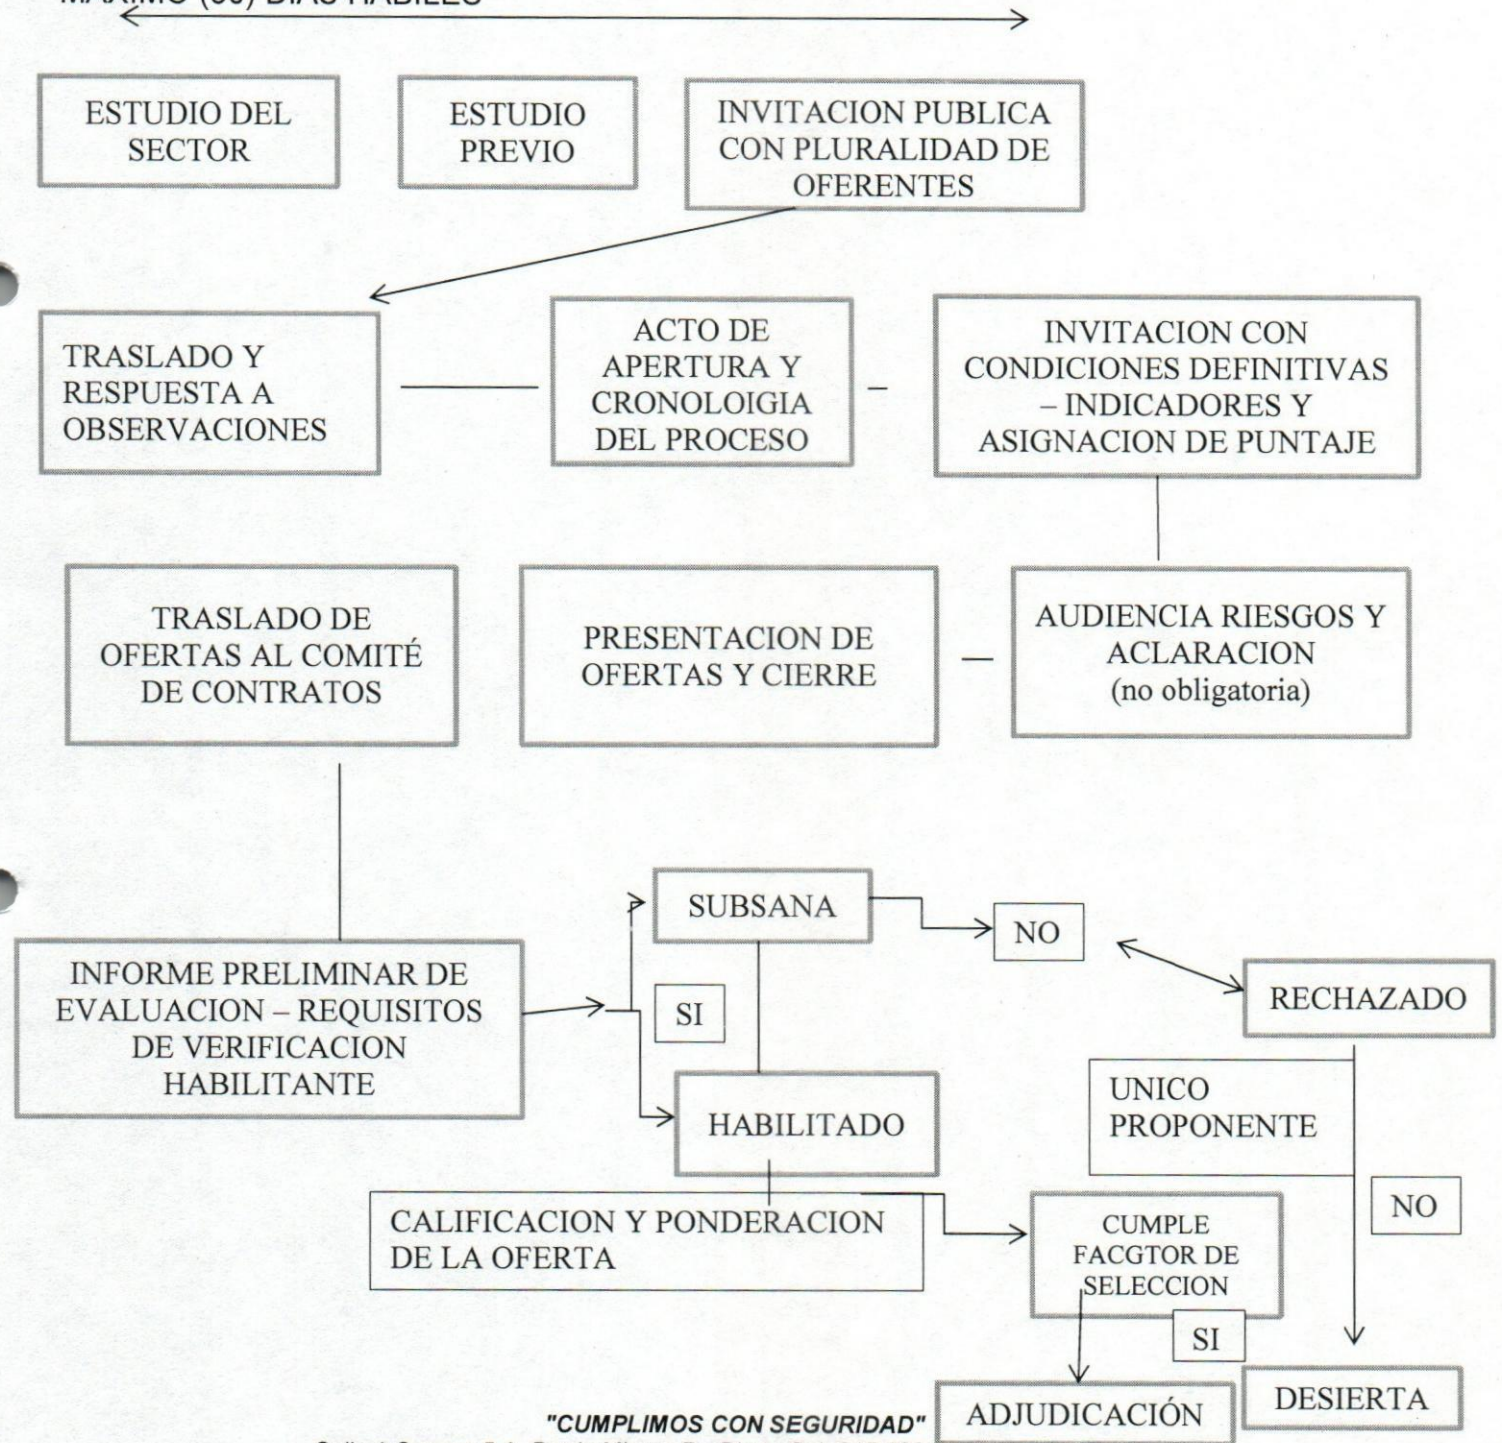 DIAS HABILES
ESTUDIO DEL
SECTOR
ESTUDIO
PREVIO
INVITACION PUBLICA
CON PLURALIDAD DE
OFERENTES
TRASLADO Y
RESPUESTA A
OBSERVACIONES
ACTO DE
APERTURA Y
CRONOLOIGIA
DEL PROCESO
INVITACION CON
CONDICIONES DEFINITIVAS
– INDICADORES Y
ASIGNACION DE PUNTAJE
TRASLADO DE
OFERTAS AL COMITÉ
DE CONTRATOS
PRESENTACION DE
OFERTAS Y CIERRE
AUDIENCIA RIESGOS Y
ACLARACION
(no obligatoria)
SUBSANA
NO
INFORME PRELIMINAR DE
EVALUACION – REQUISITOS
DE VERIFICACION
HABILITANTE
SI
RECHAZADO
HABILITADO
UNICO
PROPONENTE
CALIFICACION Y PONDERACION
DE LA OFERTA
CUMPLE
FACGTOR DE
SELECCION
NO
SI
ADJUDICACIÓN
DESIERTA
"CUMPLIMOS CON SEGURIDAD"